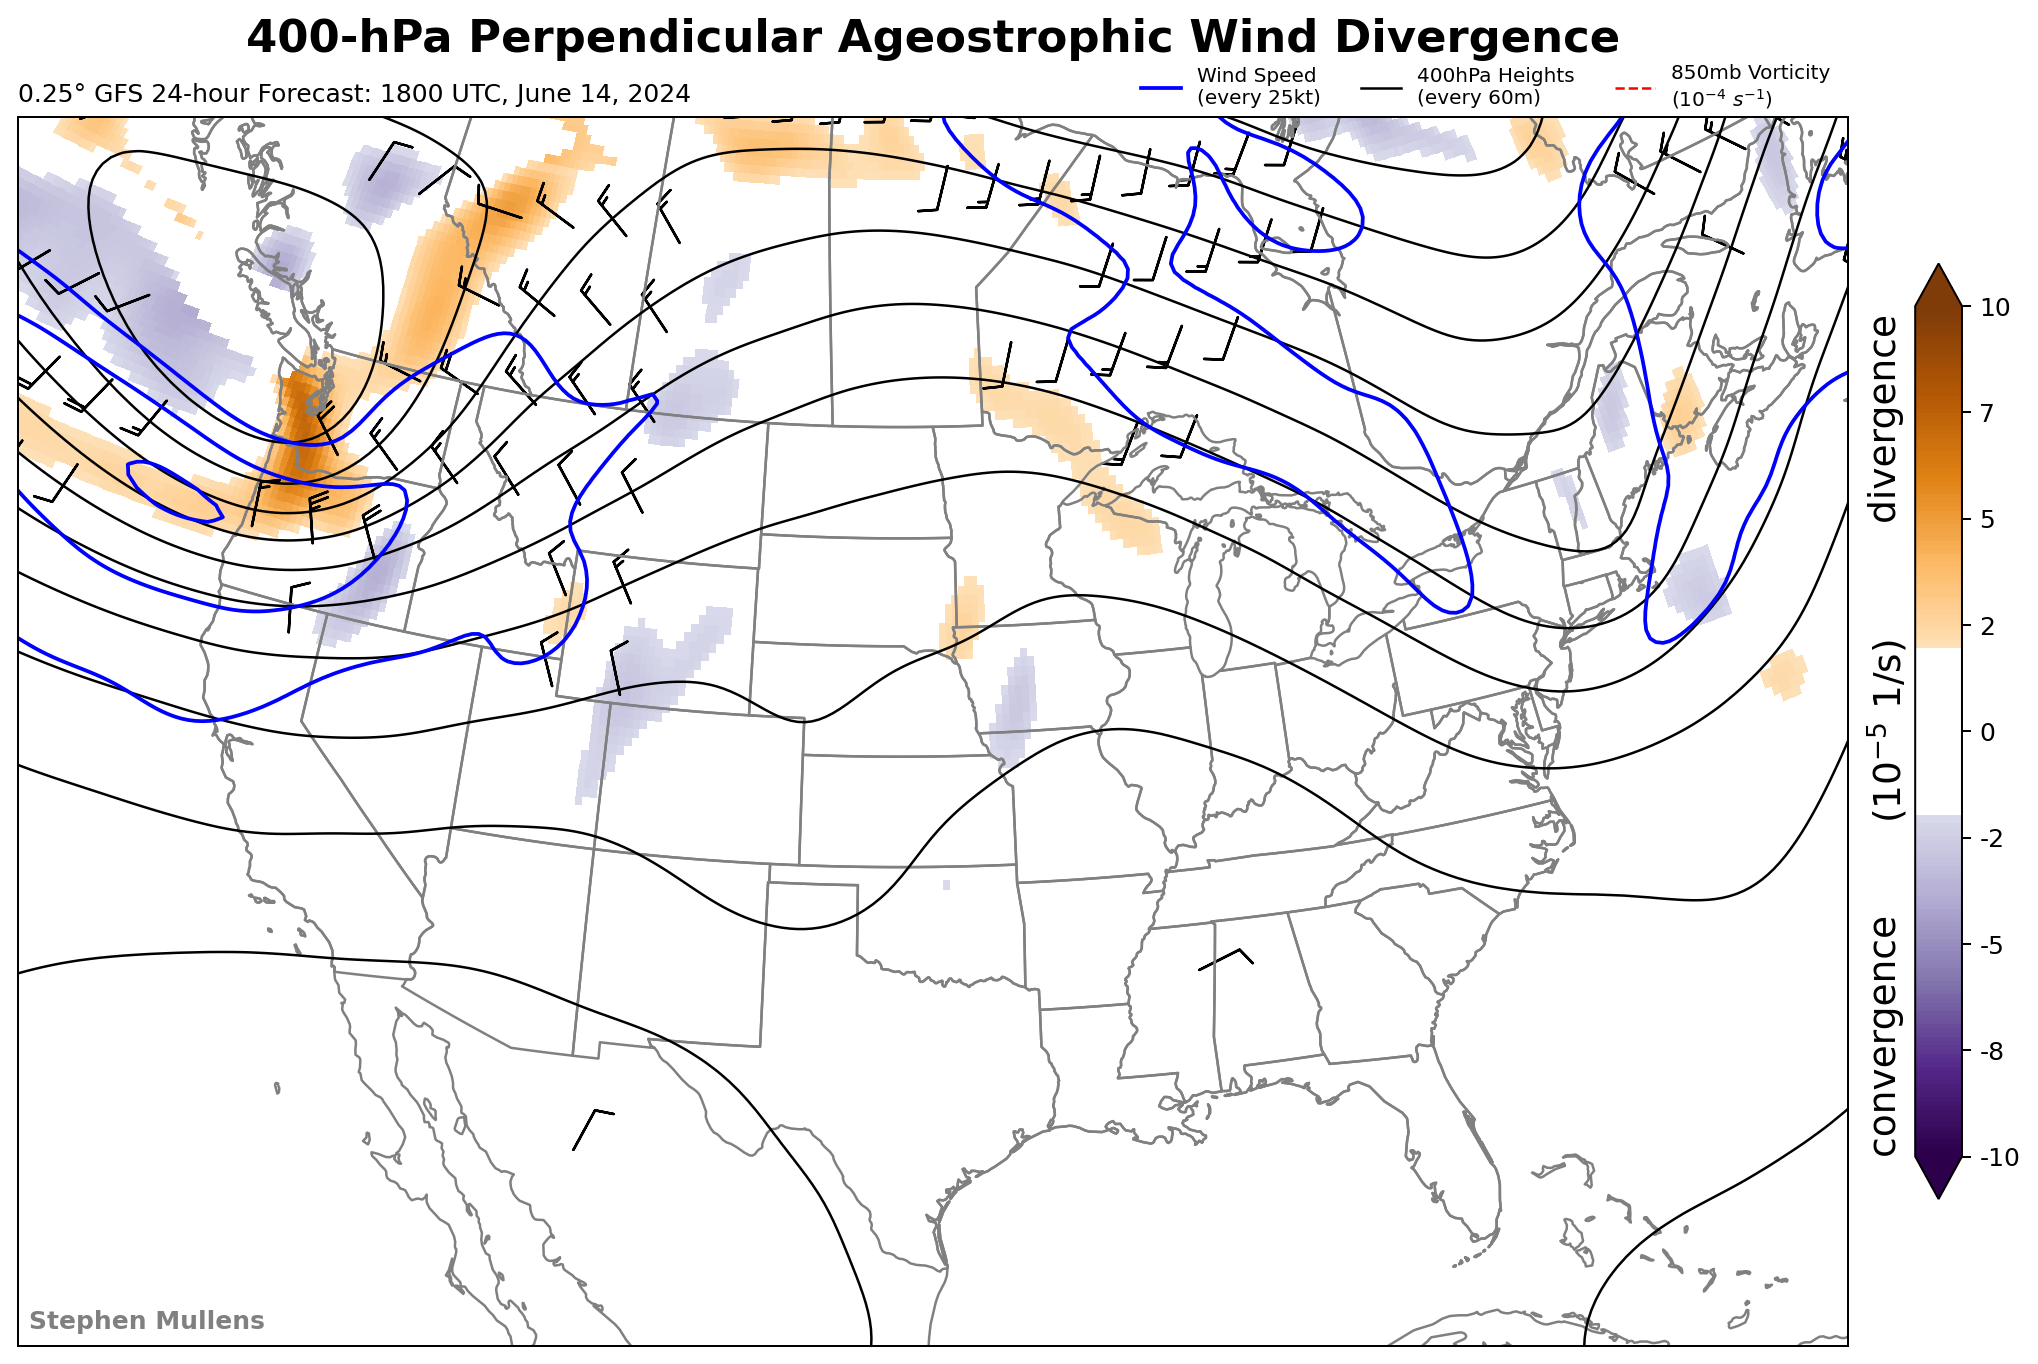 400-hPa Perpendicular Ageostrophic Wind Divergence
0.25° GFS 24-hour Forecast: 1800 UTC, June 14, 2024
Wind Speed
(every 25kt)
400hPa Heights
(every 60m)
850mb Vorticity
(10⁻⁴ s⁻¹)
10
7
5
2
0
-2
-5
-8
-10
convergence (10⁻⁵ 1/s) divergence
Stephen Mullens